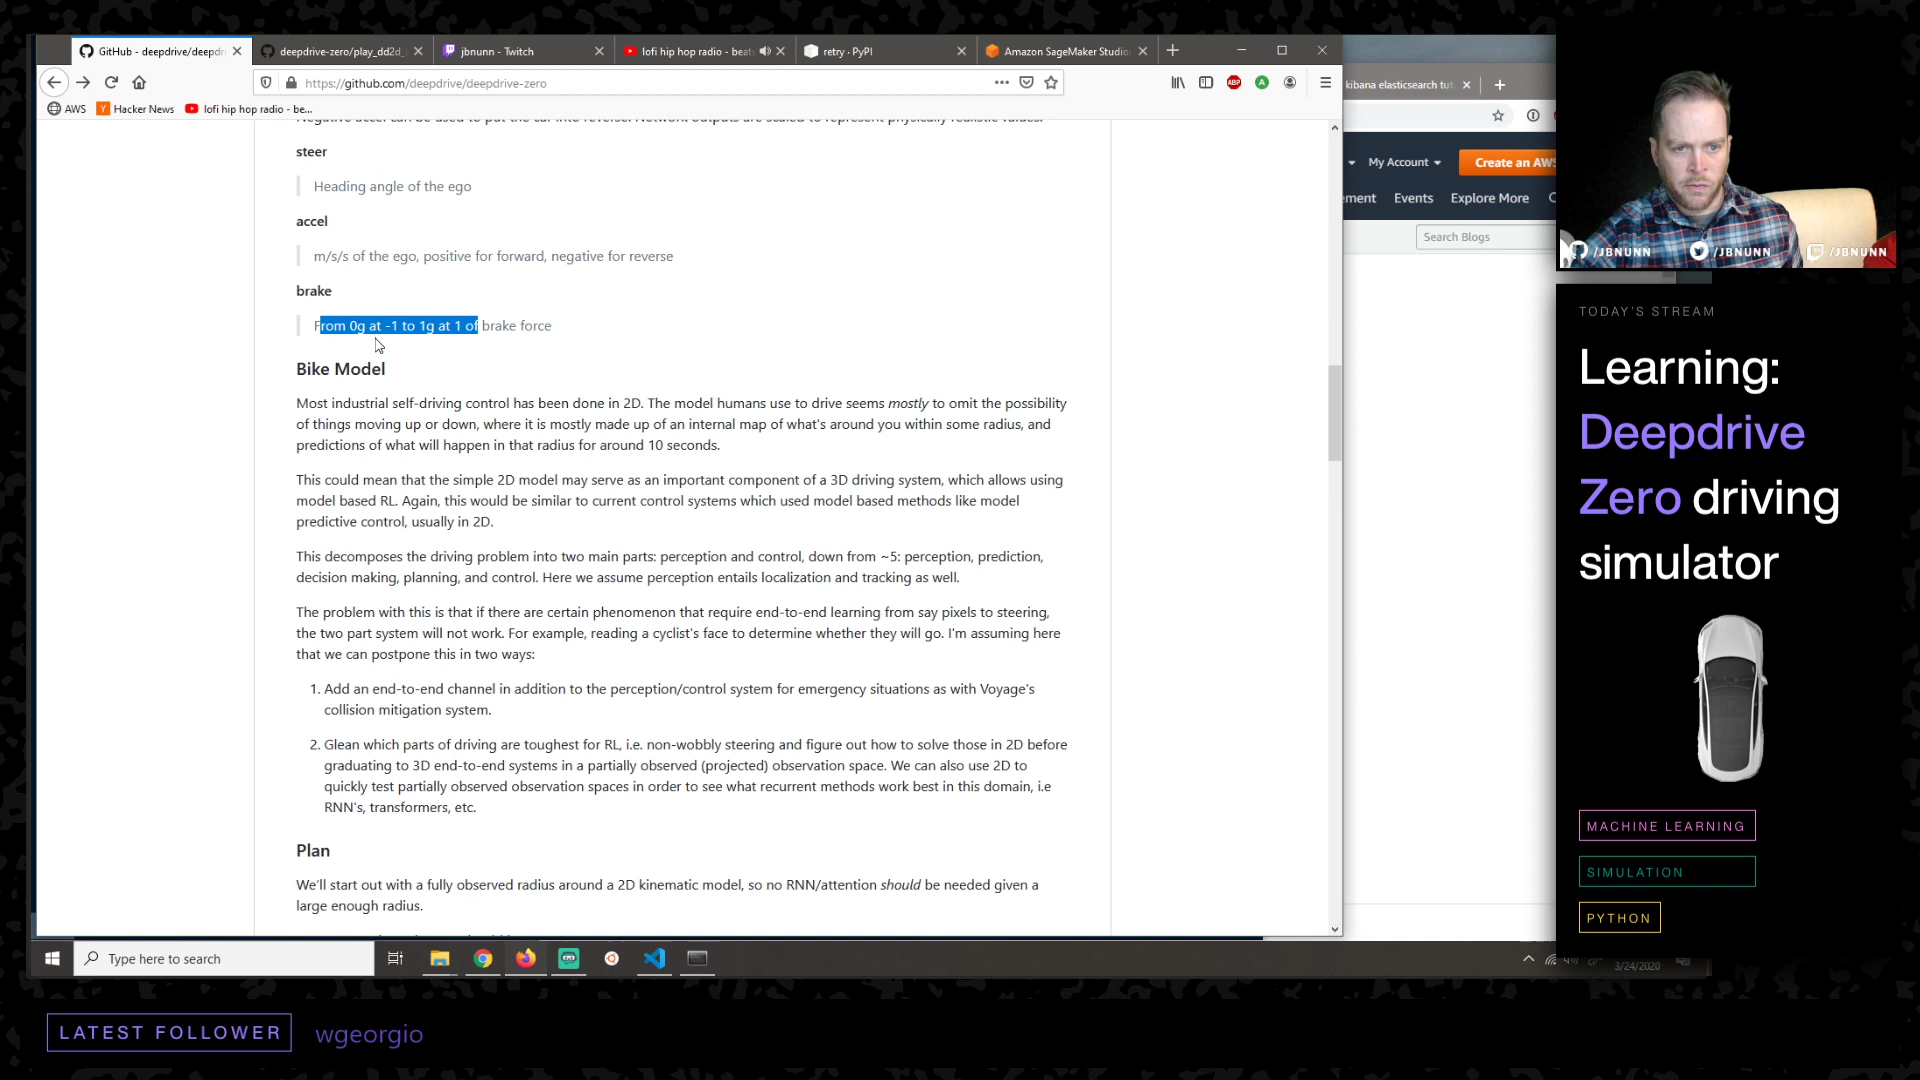 GitHub - deepdrive/deepdri
deepdrive-zero/play_dd2d_
jbnunn - Twitch
lofi hip hop radio - beat
retry · PyPI
Amazon SageMaker Studio
kibana elasticsearch tut
https://github.com/deepdrive/deepdrive-zero
ABP
A
AWS
Hacker News
lofi hip hop radio - be...
steer
Heading angle of the ego
accel
m/s/s of the ego, positive for forward, negative for reverse
brake
From 0g at -1 to 1g at 1 of brake force
Bike Model
Most industrial self-driving control has been done in 2D. The model humans use to drive seems mostly to omit the possibility
of things moving up or down, where it is mostly made up of an internal map of what's around you within some radius, and
predictions of what will happen in that radius for around 10 seconds.
This could mean that the simple 2D model may serve as an important component of a 3D driving system, which allows using
model based RL. Again, this would be similar to current control systems which used model based methods like model
predictive control, usually in 2D.
This decomposes the driving problem into two main parts: perception and control, down from ~5: perception, prediction,
decision making, planning, and control. Here we assume perception entails localization and tracking as well.
The problem with this is that if there are certain phenomenon that require end-to-end learning from say pixels to steering,
the two part system will not work. For example, reading a cyclist's face to determine whether they will go. I'm assuming here
that we can postpone this in two ways:
1. Add an end-to-end channel in addition to the perception/control system for emergency situations as with Voyage's
collision mitigation system.
2. Glean which parts of driving are toughest for RL, i.e. non-wobbly steering and figure out how to solve those in 2D before
graduating to 3D end-to-end systems in a partially observed (projected) observation space. We can also use 2D to
quickly test partially observed observation spaces in order to see what recurrent methods work best in this domain, i.e
RNN's, transformers, etc.
Plan
We'll start out with a fully observed radius around a 2D kinematic model, so no RNN/attention should be needed given a
large enough radius.
My Account
Create an AWS
ment
Events
Explore More
Search Blogs
/JBNUNN
/JBNUNN
/JBNUNN
TODAY'S STREAM
Learning:
Deepdrive
Zero driving
simulator
MACHINE LEARNING
SIMULATION
PYTHON
Type here to search
3/24/2020
LATEST FOLLOWER
wgeorgio